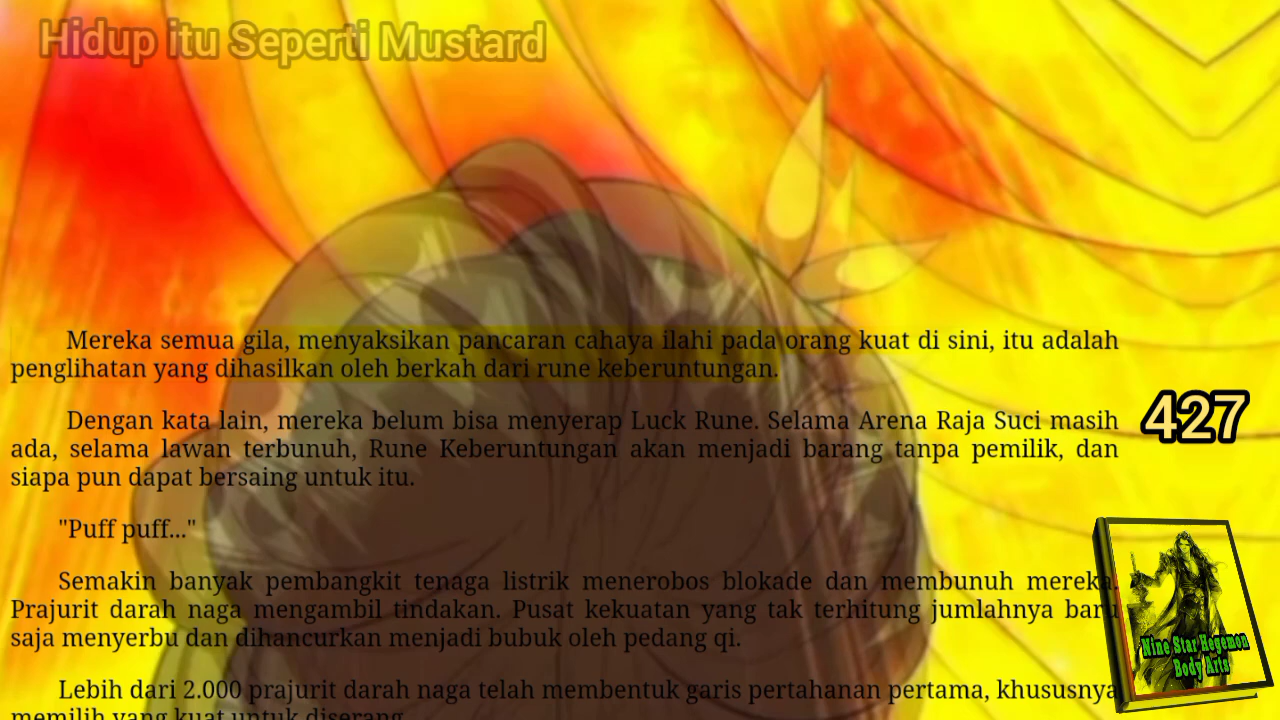 Hidup itu Seperti Mustard
Mereka semua gila, menyaksikan pancaran cahaya ilahi pada orang kuat di sini, itu adalah
penglihatan yang dihasilkan oleh berkah dari rune keberuntungan.
Dengan kata lain, mereka belum bisa menyerap Luck Rune. Selama Arena Raja Suci masih
ada, selama lawan terbunuh, Rune Keberuntungan akan menjadi barang tanpa pemilik, dan
siapa pun dapat bersaing untuk itu.
"Puff puff..."
Semakin banyak pembangkit tenaga listrik menerobos blokade dan membunuh mereka.
Prajurit darah naga mengambil tindakan. Pusat kekuatan yang tak terhitung jumlahnya baru
saja menyerbu dan dihancurkan menjadi bubuk oleh pedang qi.
Lebih dari 2.000 prajurit darah naga telah membentuk garis pertahanan pertama, khususnya
memilih yang kuat untuk diserang.
427
Nine Star Hegemon
Body Arts